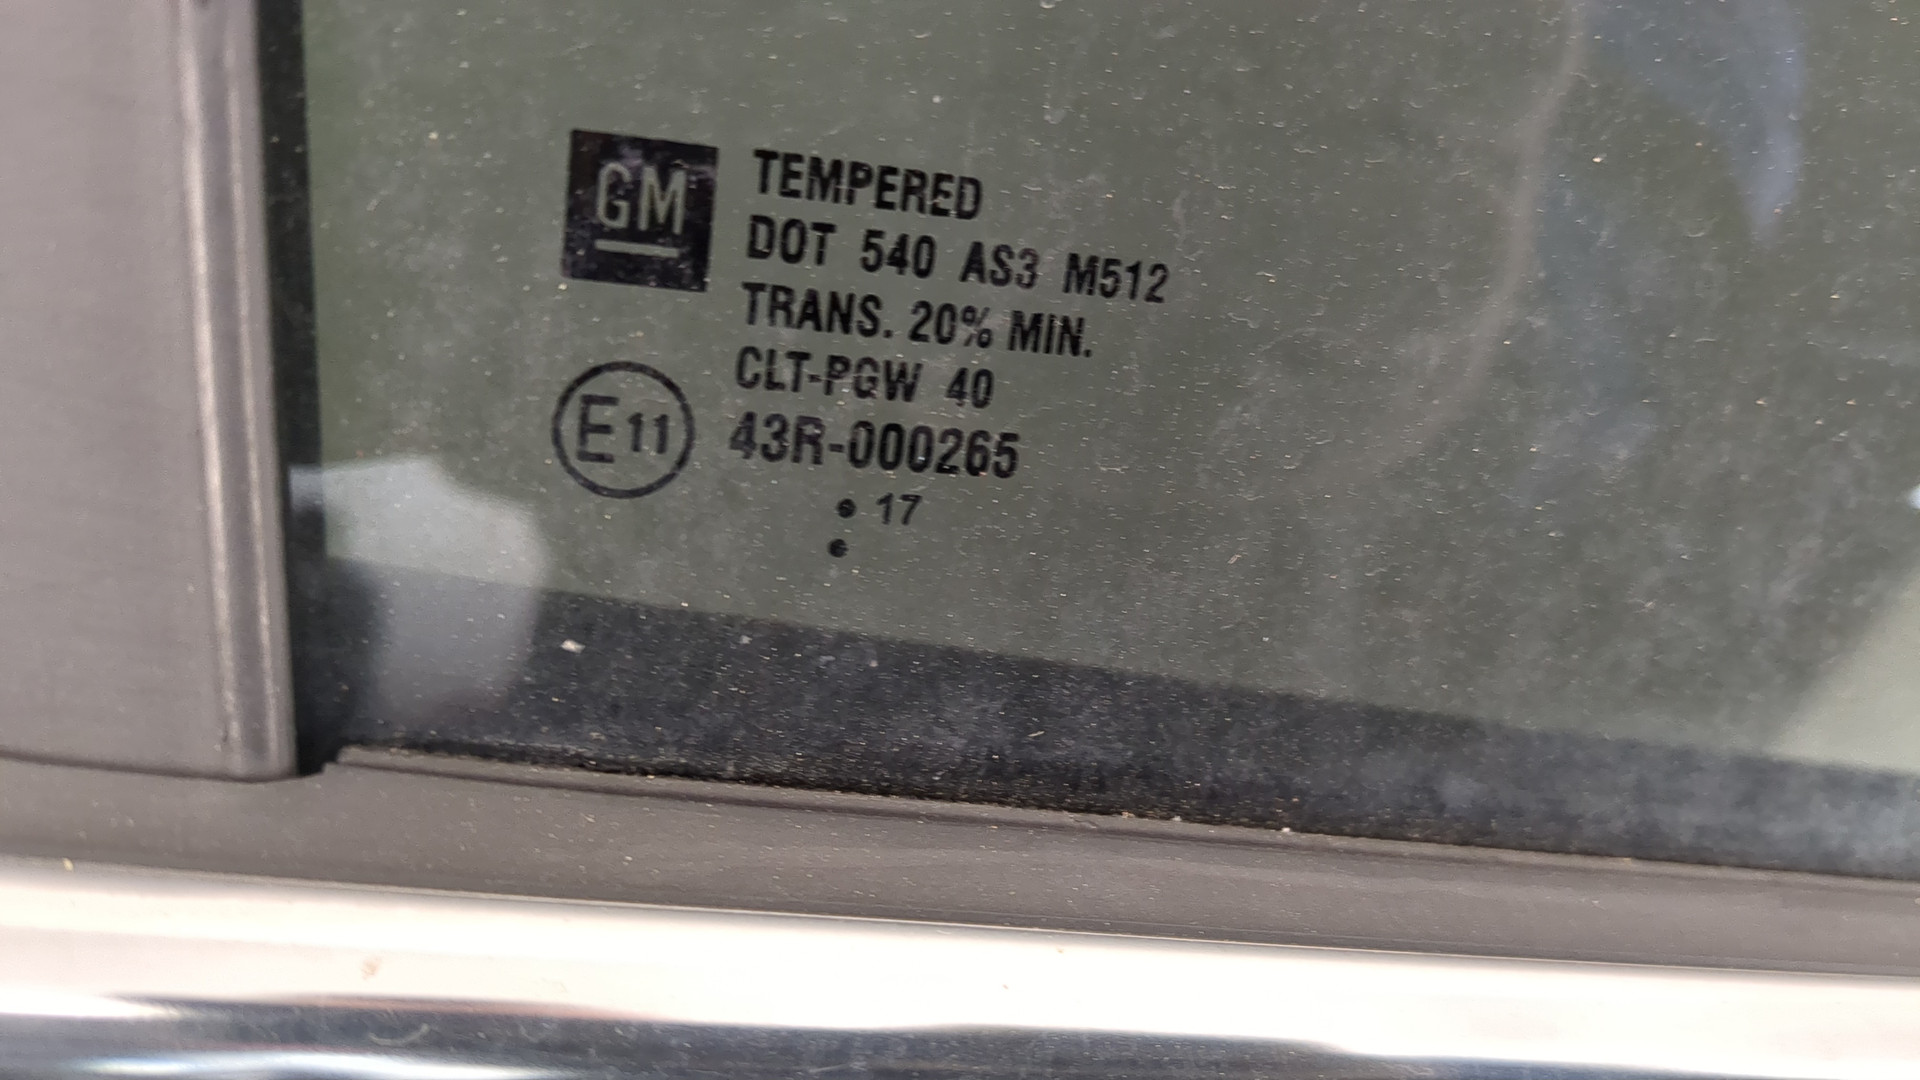 GM
TEMPERED
DOT 540 AS3 M512
TRANS. 20% MIN.
CLT-PGW 40
E11 43R-000265
17